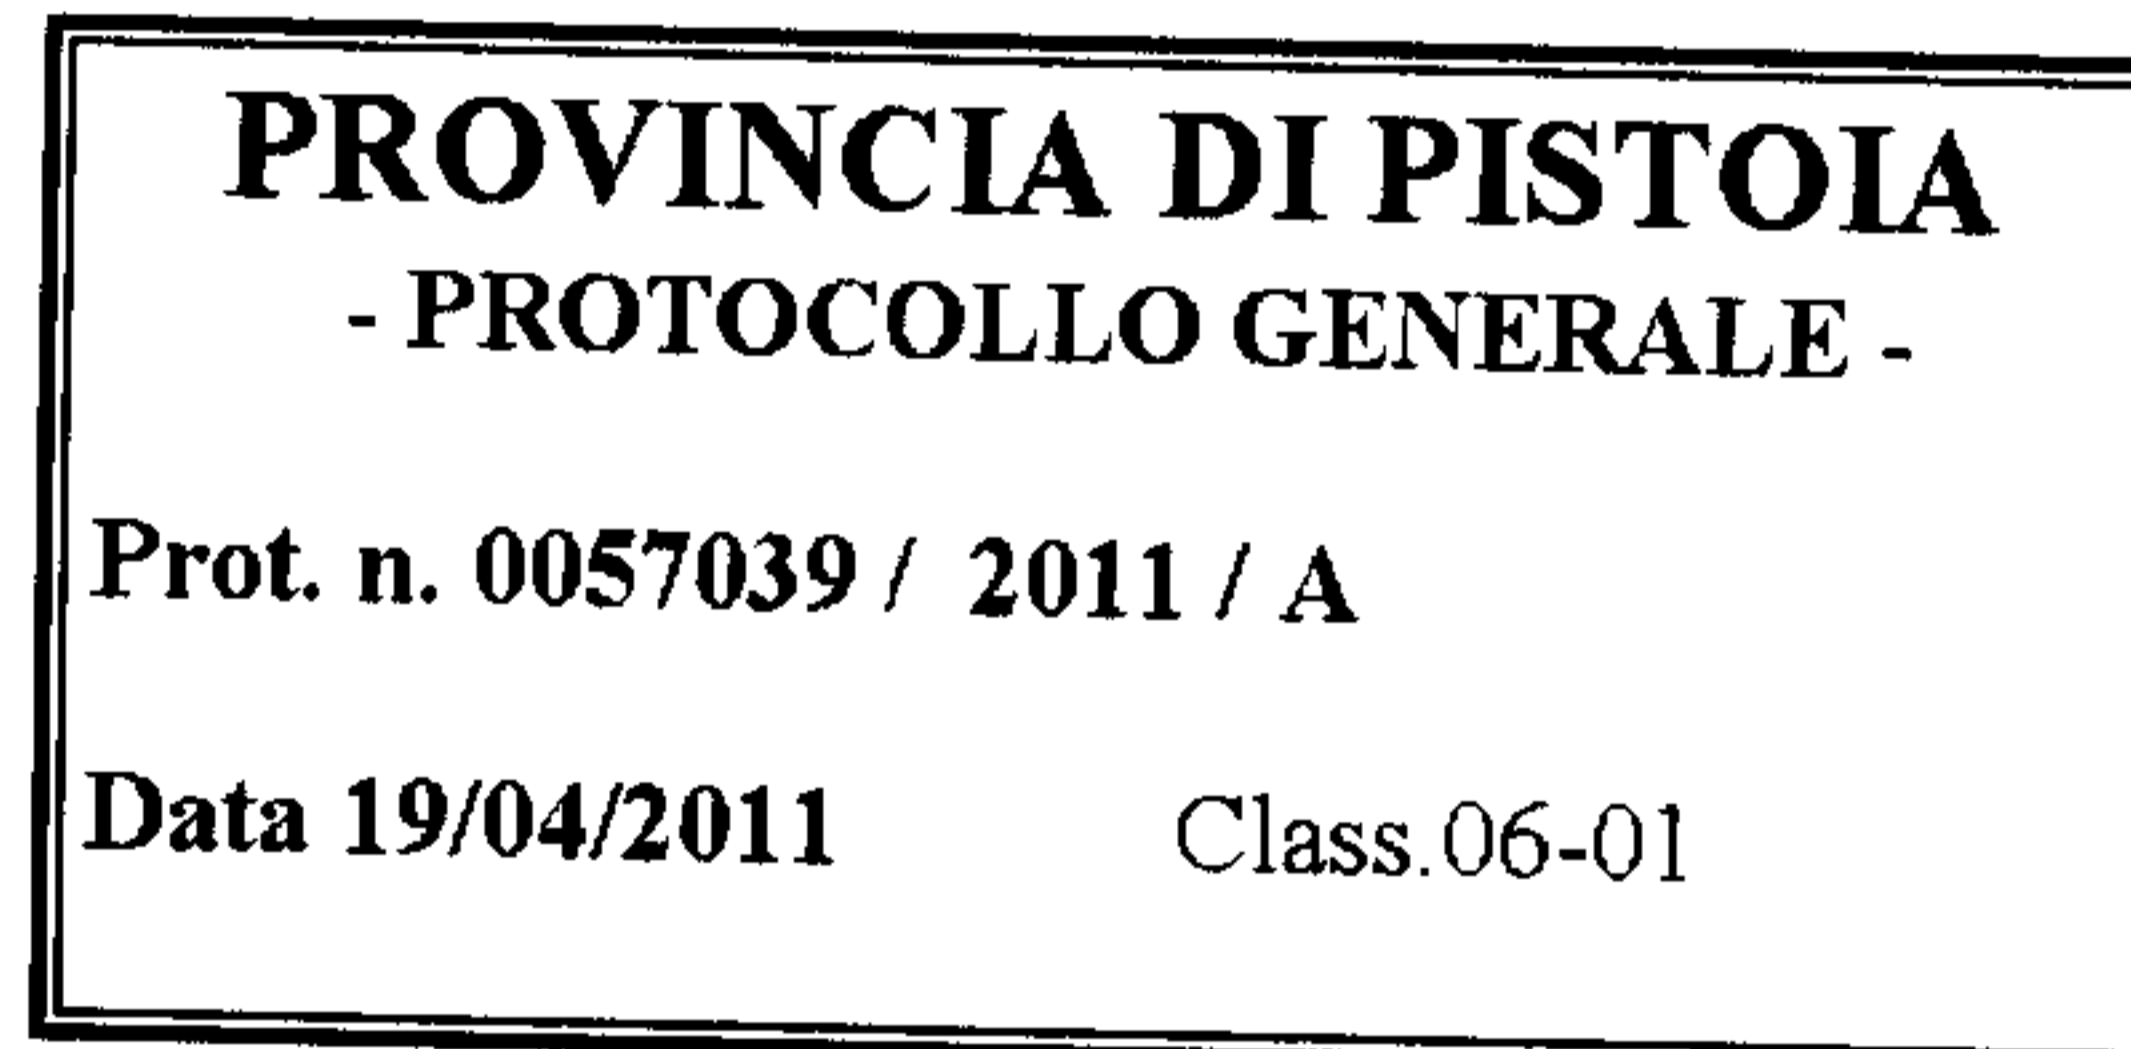 PROVINCIA DI PISTOIA
- PROTOCOLLO GENERALE -
Prot. n. 0057039 / 2011 / A
Data 19/04/2011 Class.06-01